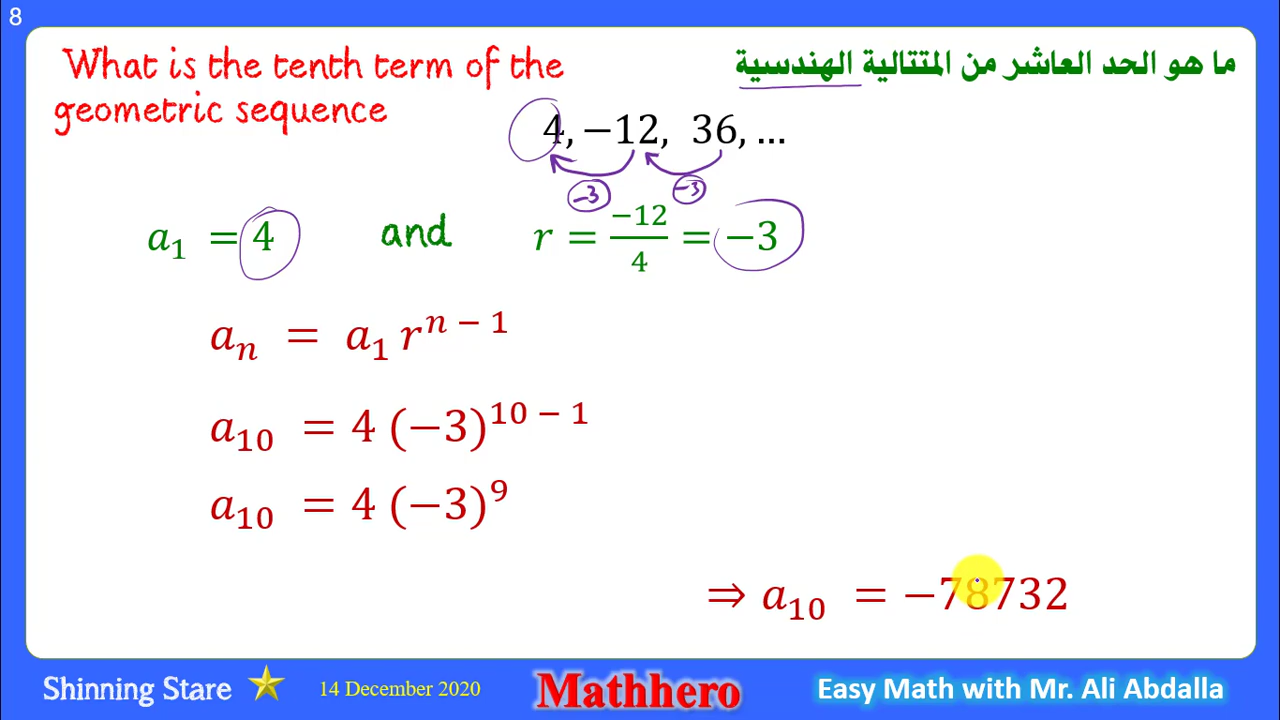 8
What is the tenth term of the
geometric sequence
ما هو الحد العاشر من المتتالية الهندسية
4, −12, 36, ...
−3 −3
a₁ = 4 and r = −12/4 = −3
aₙ = a₁ rⁿ ⁻ ¹
a₁₀ = 4 (−3)¹⁰ ⁻ ¹
a₁₀ = 4 (−3)⁹
⇒ a₁₀ = −78732
Shinning Stare 14 December 2020 Mathhero Easy Math with Mr. Ali Abdalla